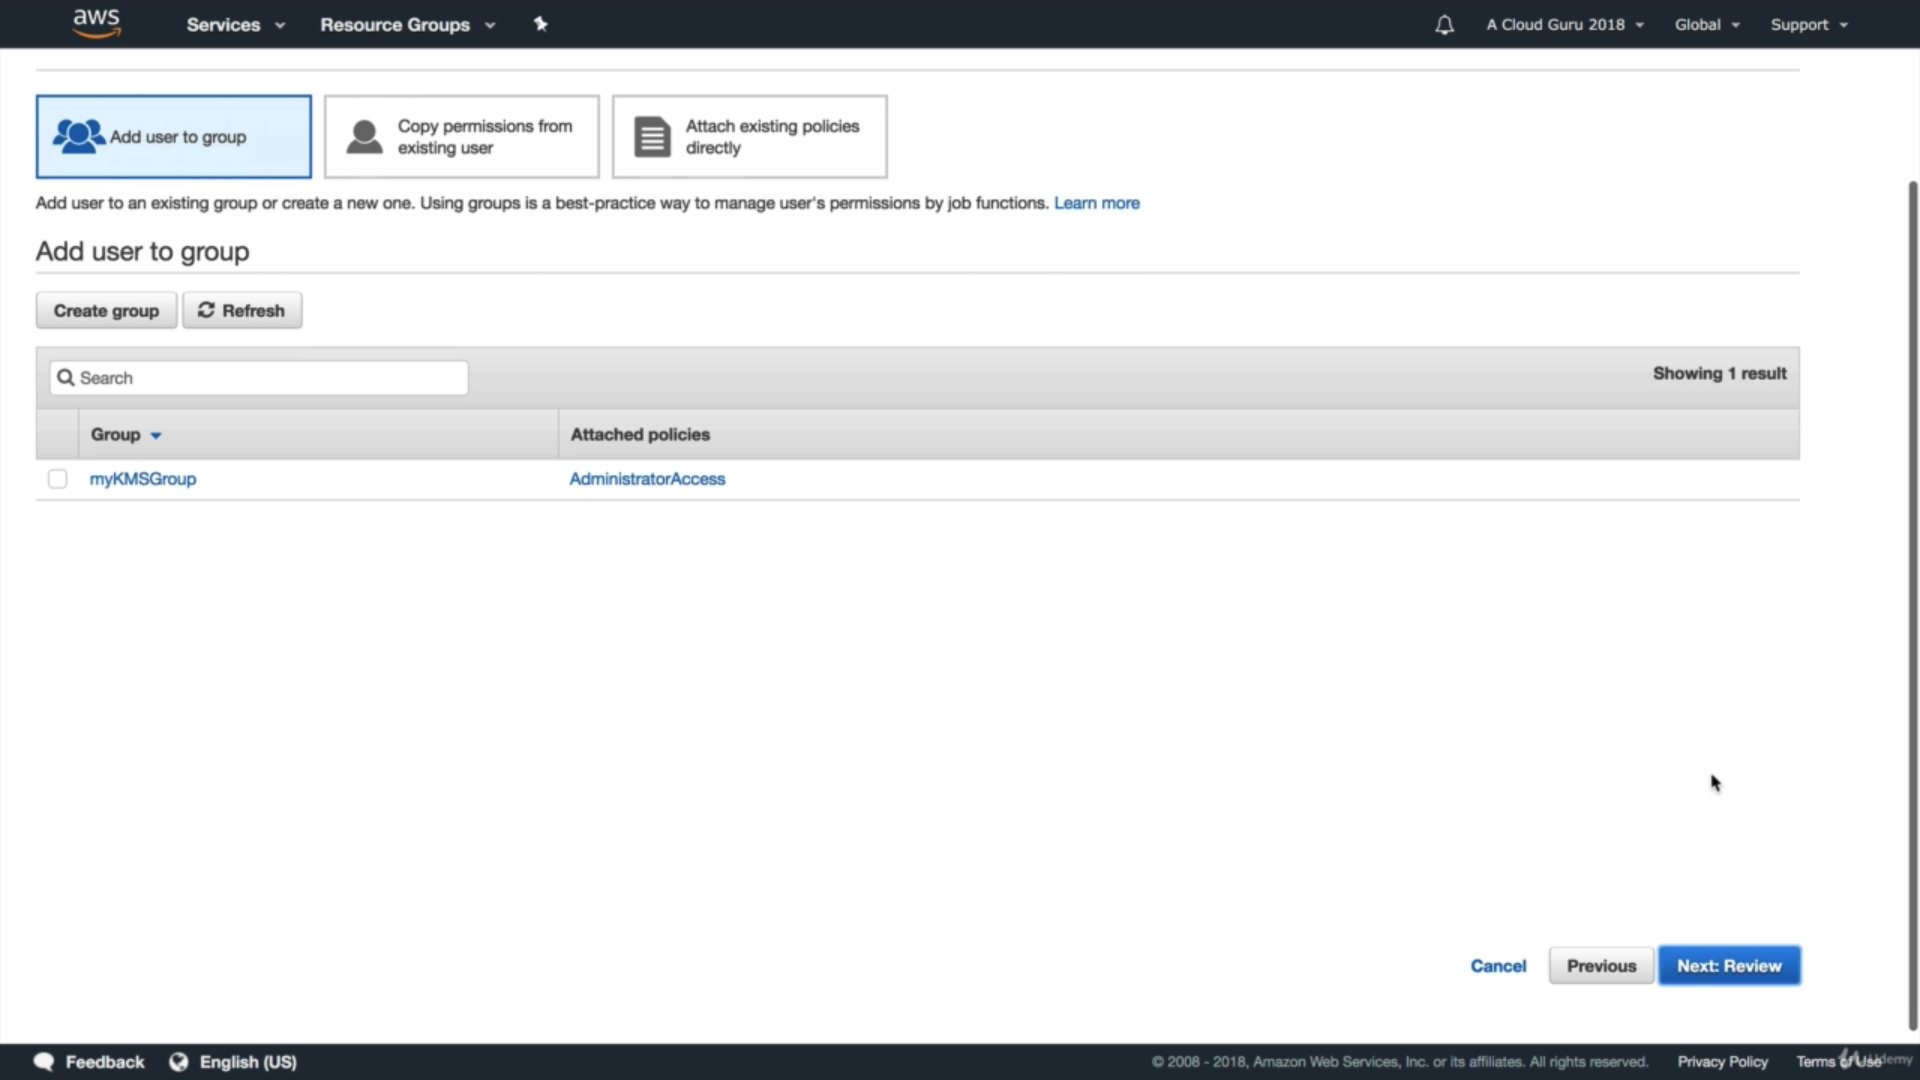 aws
Services
Resource Groups
A Cloud Guru 2018
Global
Support
Add user to group
Copy permissions from
existing user
Attach existing policies
directly
Add user to an existing group or create a new one. Using groups is a best-practice way to manage user's permissions by job functions. Learn more
Add user to group
Create group
Refresh
Search
Showing 1 result
Group
Attached policies
myKMSGroup
AdministratorAccess
Cancel
Previous
Next: Review
Feedback
English (US)
© 2008 - 2018, Amazon Web Services, Inc. or its affiliates. All rights reserved.
Privacy Policy
Terms of Use